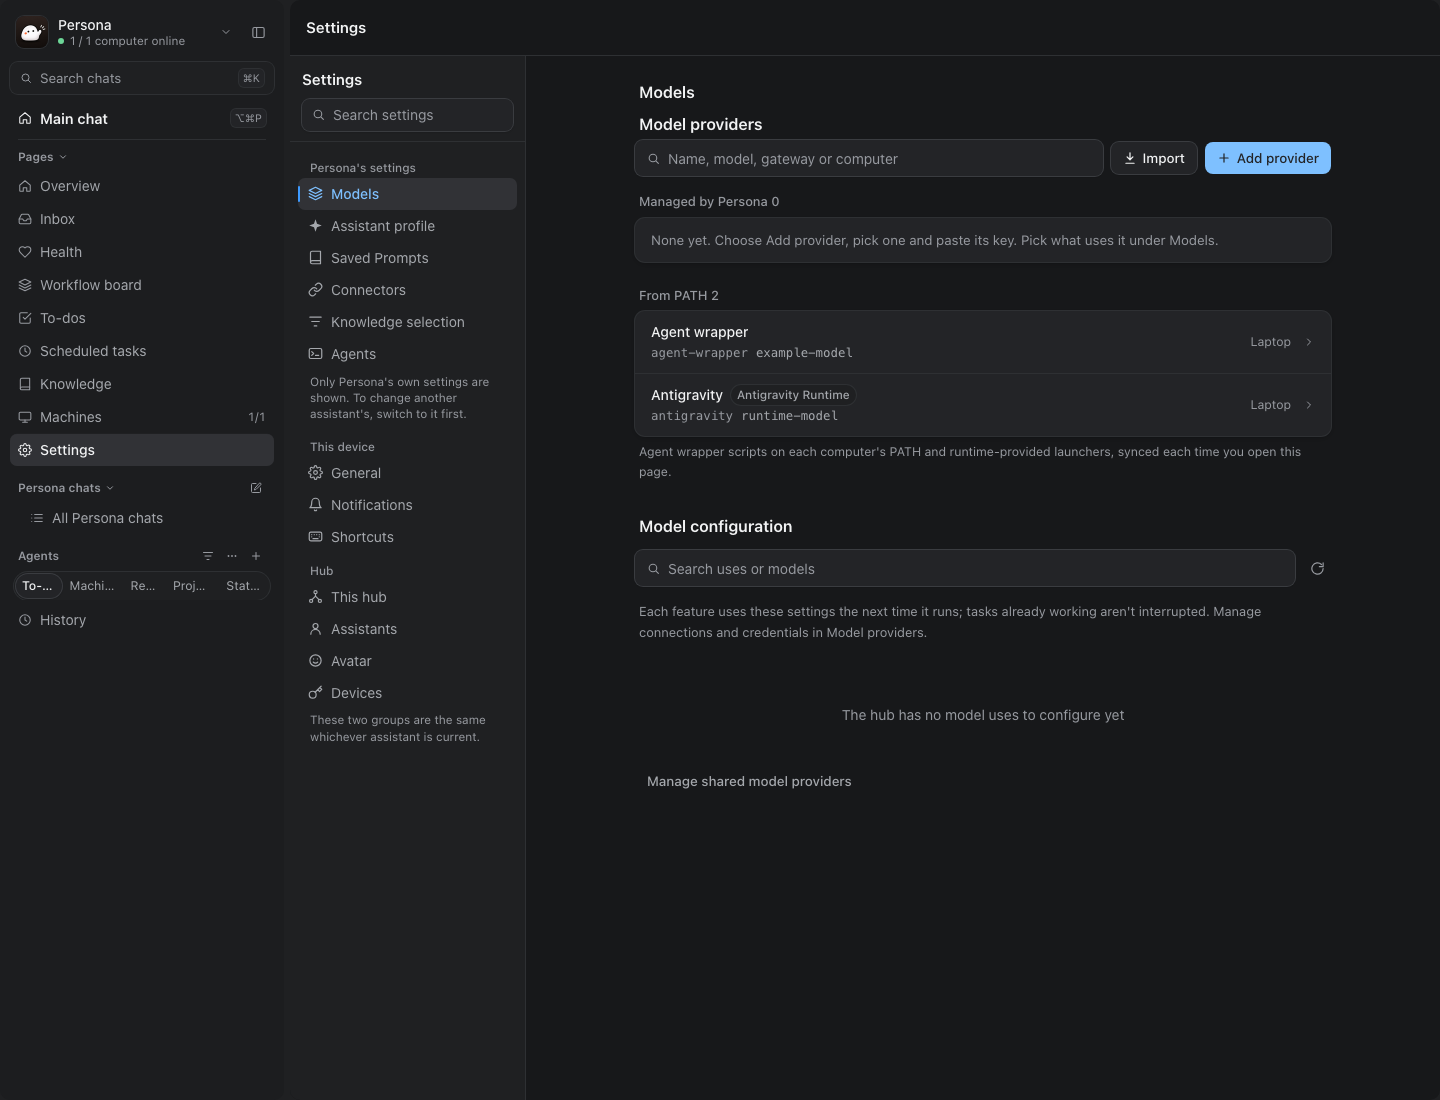 Persona
1 / 1 computer online
Search chats
⌘K
Main chat
⌥⌘P
Pages
Overview
Inbox
Health
Workflow board
To-dos
Scheduled tasks
Knowledge
Machines
1/1
Settings
Persona chats
All Persona chats
Agents
To-...
Machi...
Re...
Proj...
Stat...
History
Settings
Settings
Search settings
Persona's settings
Models
Assistant profile
Saved Prompts
Connectors
Knowledge selection
Agents
Only Persona's own settings are
shown. To change another
assistant's, switch to it first.
This device
General
Notifications
Shortcuts
Hub
This hub
Assistants
Avatar
Devices
These two groups are the same
whichever assistant is current.
Models
Model providers
Name, model, gateway or computer
Import
Add provider
Managed by Persona 0
None yet. Choose Add provider, pick one and paste its key. Pick what uses it under Models.
From PATH 2
Agent wrapper
agent-wrapper example-model
Laptop
Antigravity Antigravity Runtime
antigravity runtime-model
Laptop
Agent wrapper scripts on each computer's PATH and runtime-provided launchers, synced each time you open this
page.
Model configuration
Search uses or models
Each feature uses these settings the next time it runs; tasks already working aren't interrupted. Manage
connections and credentials in Model providers.
The hub has no model uses to configure yet
Manage shared model providers